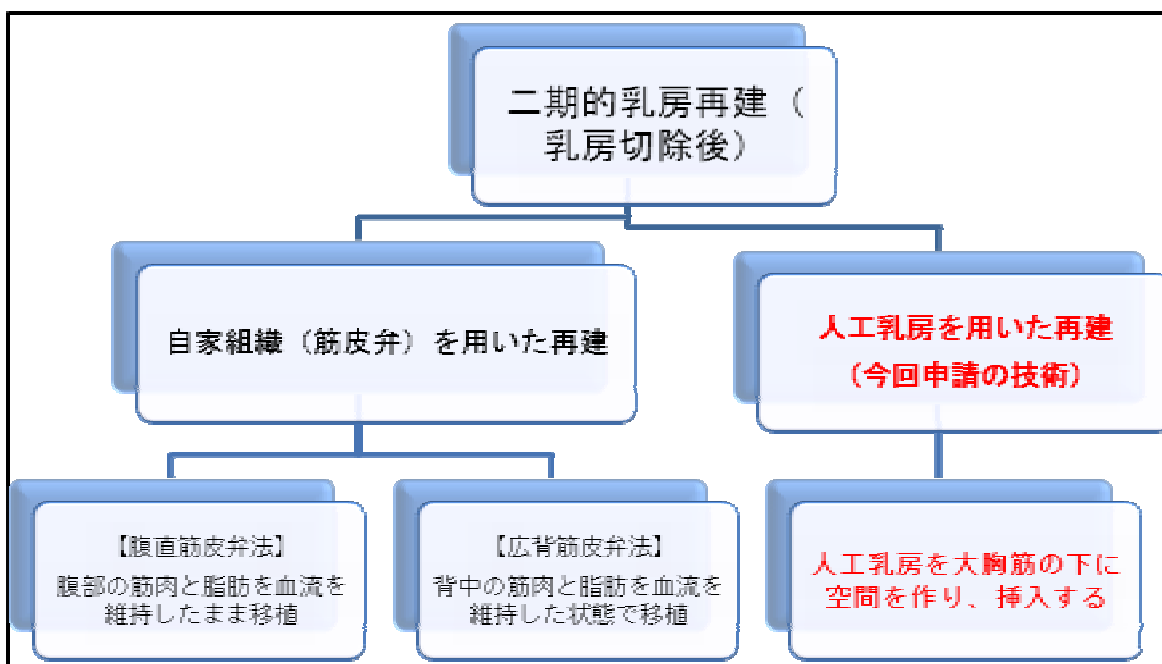 二期的乳房再建（
乳房切除後）
自家組織（筋皮弁）を用いた再建
人工乳房を用いた再建
（今回申請の技術）
【腹直筋皮弁法】
腹部の筋肉と脂肪を血流を
維持したまま移植
【広背筋皮弁法】
背中の筋肉と脂肪を血流を
維持した状態で移植
人工乳房を大胸筋の下に
空間を作り、挿入する